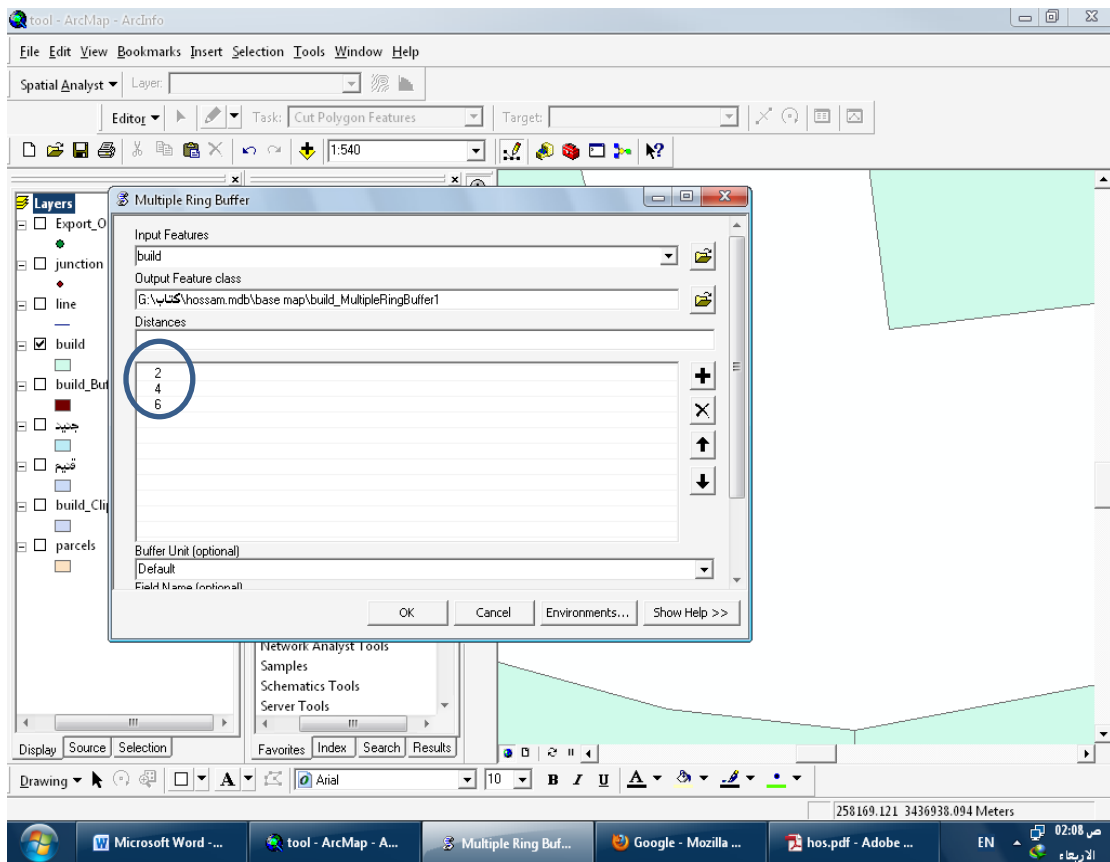 tool - ArcMap - ArcInfo
File Edit View Bookmarks Insert Selection Tools Window Help
Spatial Analyst Layer:
Editor Task: Cut Polygon Features Target:
1:540
Layers
Export_O
junction
line
build
build_Buf
جنيد
قنيم
build_Clip
parcels
Multiple Ring Buffer
Input Features
build
Output Feature class
G:\كتاب\hossam.mdb\base map\build_MultipleRingBuffer1
Distances
2
4
6
Buffer Unit (optional)
Default
Field Name (optional)
OK Cancel Environments... Show Help >>
Network Analyst Tools
Samples
Schematics Tools
Server Tools
Display Source Selection
Favorites Index Search Results
Drawing A Arial 10 B I U A
258169.121 3436938.094 Meters
Microsoft Word -... tool - ArcMap - A... Multiple Ring Buf... Google - Mozilla ... hos.pdf - Adobe ... EN 02:08 ص
الاربعاء